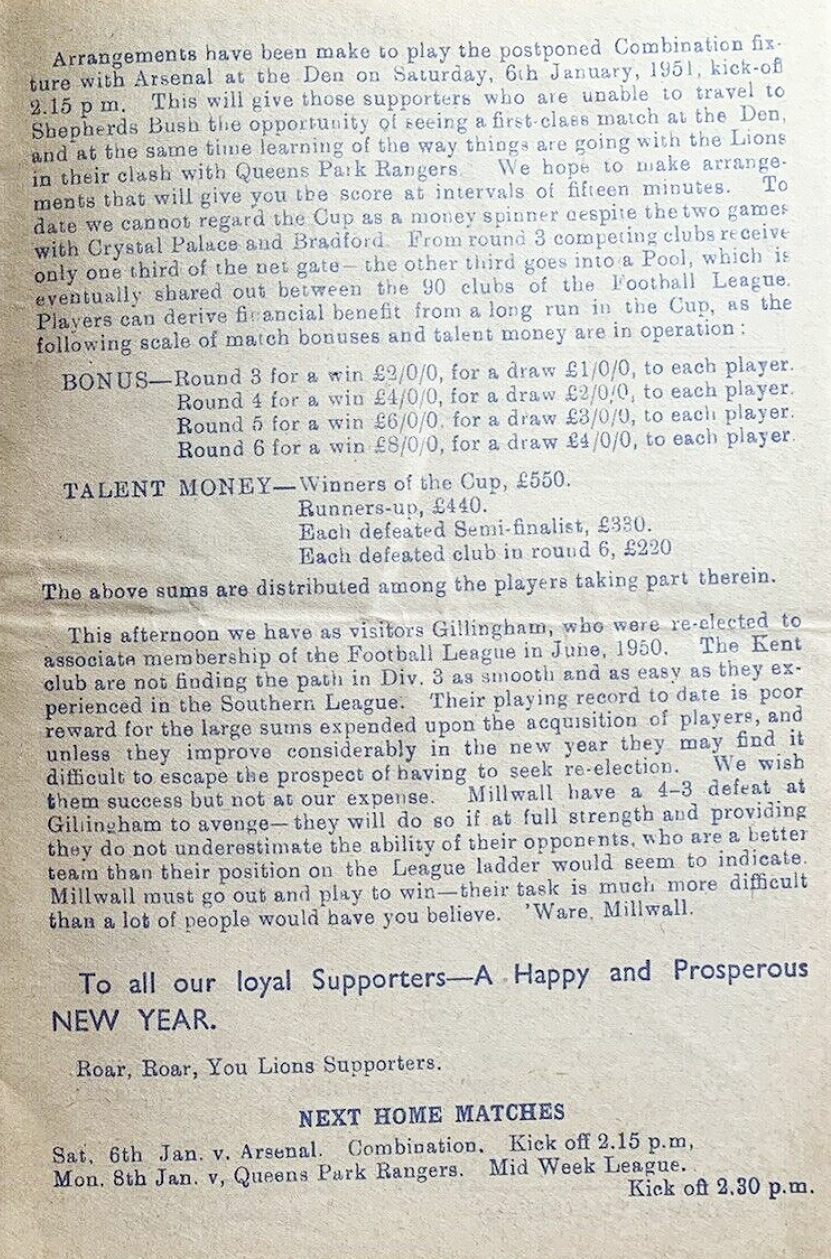 Arrangements have been make to play the postponed Combination fix-
ture with Arsenal at the Den on Saturday, 6th January, 1951, kick-off
2.15 p m. This will give those supporters who are unable to travel to
Shepherds Bush the opportunity of seeing a first-class match at the Den,
and at the same time learning of the way things are going with the Lions
in their clash with Queens Park Rangers. We hope to make arrange-
ments that will give you the score at intervals of fifteen minutes. To
date we cannot regard the Cup as a money spinner despite the two games
with Crystal Palace and Bradford. From round 3 competing clubs receive
only one third of the net gate—the other third goes into a Pool, which is
eventually shared out between the 90 clubs of the Football League.
Players can derive financial benefit from a long run in the Cup, as the
following scale of match bonuses and talent money are in operation :
BONUS—Round 3 for a win £2/0/0, for a draw £1/0/0, to each player.
Round 4 for a win £4/0/0, for a draw £2/0/0, to each player.
Round 5 for a win £6/0/0, for a draw £3/0/0, to each player.
Round 6 for a win £8/0/0, for a draw £4/0/0, to each player.
TALENT MONEY—Winners of the Cup, £550.
Runners-up, £440.
Each defeated Semi-finalist, £330.
Each defeated club in round 6, £220
The above sums are distributed among the players taking part therein.
This afternoon we have as visitors Gillingham, who were re-elected to
associate membership of the Football League in June, 1950. The Kent
club are not finding the path in Div. 3 as smooth and as easy as they ex-
perienced in the Southern League. Their playing record to date is poor
reward for the large sums expended upon the acquisition of players, and
unless they improve considerably in the new year they may find it
difficult to escape the prospect of having to seek re-election. We wish
them success but not at our expense. Millwall have a 4-3 defeat at
Gillingham to avenge—they will do so if at full strength and providing
they do not underestimate the ability of their opponents, who are a better
team than their position on the League ladder would seem to indicate.
Millwall must go out and play to win—their task is much more difficult
than a lot of people would have you believe. 'Ware, Millwall.
To all our loyal Supporters—A Happy and Prosperous
NEW YEAR.
Roar, Roar, You Lions Supporters.
NEXT HOME MATCHES
Sat, 6th Jan. v. Arsenal. Combination. Kick off 2.15 p.m,
Mon. 8th Jan. v, Queens Park Rangers. Mid Week League.
Kick off 2.30 p.m.